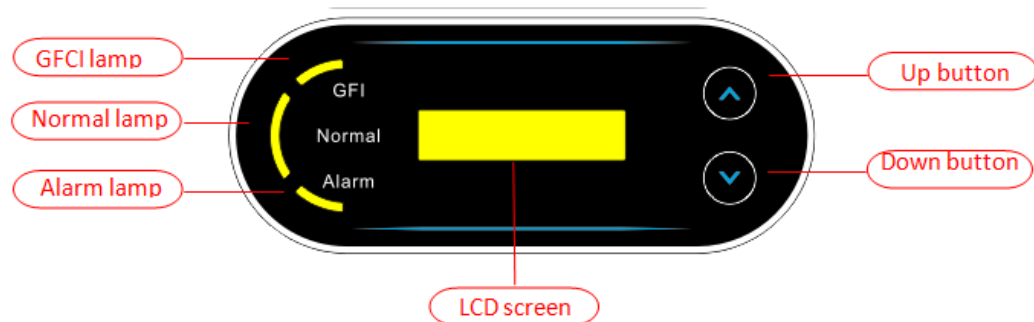 GFCI lamp
Up button
GFI
Normal lamp
Normal
Down button
Alarm lamp
Alarm
LCD screen